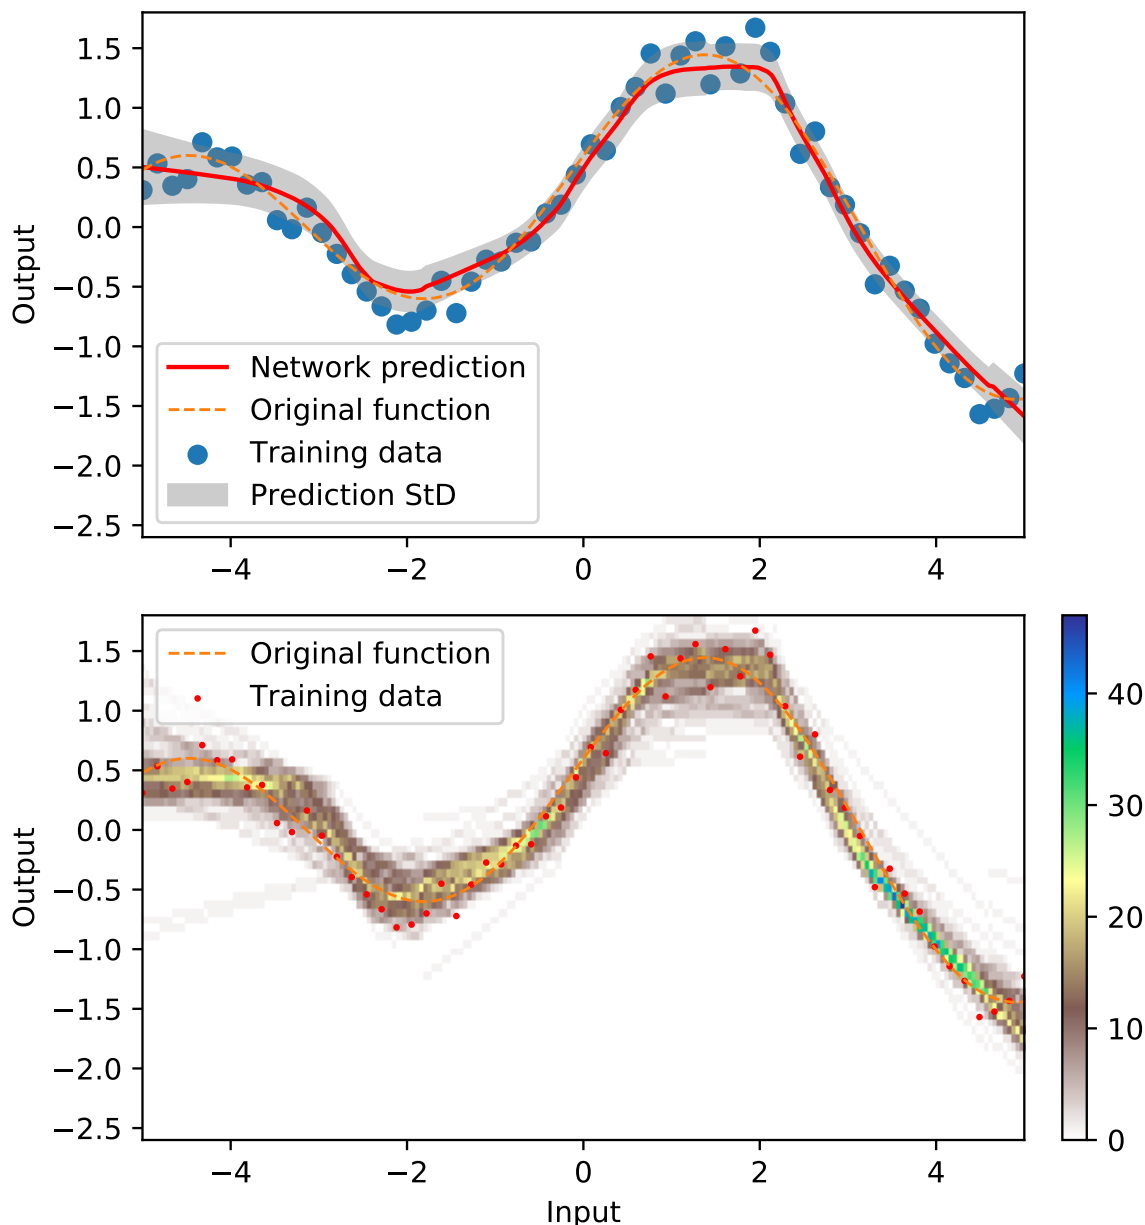 1.5
1.0
0.5
0.0
−0.5
−1.0
−1.5
−2.0
−2.5
Output
Network prediction
Original function
Training data
Prediction StD
−4 −2 0 2 4
Original function
Training data
1.5
1.0
0.5
0.0
−0.5
−1.0
−1.5
−2.0
−2.5
Output
−4 −2 0 2 4
Input
40
30
20
10
0